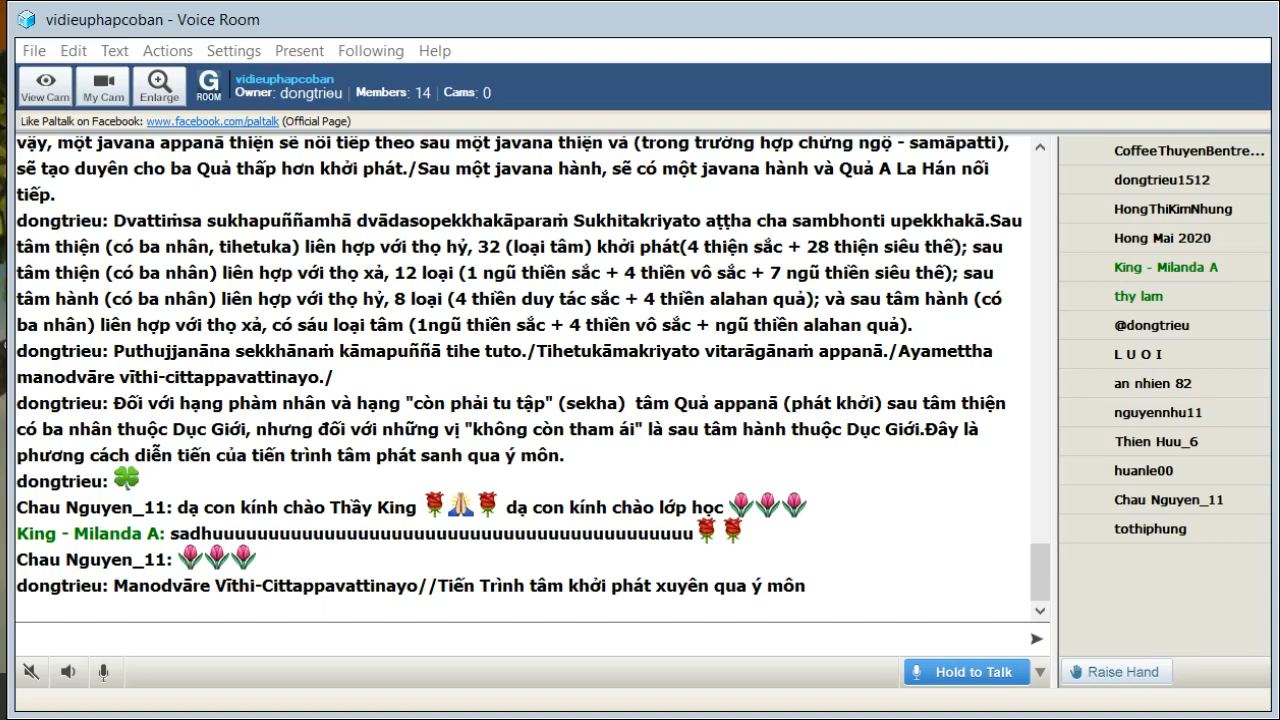 vidieuphapcoban - Voice Room
File Edit Text Actions Settings Present Following Help
View Cam My Cam Enlarge G ROOM vidieuphapcoban
Owner: dongtrieu Members: 14 Cams: 0
Like Paltalk on Facebook: www.facebook.com/paltalk (Official Page)
vậy, một javana appanā thiện sẽ nối tiếp theo sau một javana thiện và (trong trường hợp chứng ngộ - samāpatti),
sẽ tạo duyên cho ba Quả thấp hơn khởi phát./Sau một javana hành, sẽ có một javana hành và Quả A La Hán nối
tiếp.
dongtrieu: Dvattiṁsa sukhapuññamhā dvādasopekkhakāparaṁ Sukhitakriyato aṭṭha cha sambhonti upekkhakā.Sau
tâm thiện (có ba nhân, tihetuka) liên hợp với thọ hỷ, 32 (loại tâm) khởi phát(4 thiện sắc + 28 thiện siêu thế); sau
tâm thiện (có ba nhân) liên hợp với thọ xả, 12 loại (1 ngũ thiền sắc + 4 thiền vô sắc + 7 ngũ thiền siêu thế); sau
tâm hành (có ba nhân) liên hợp với thọ hỷ, 8 loại (4 thiền duy tác sắc + 4 thiền alahan quả); và sau tâm hành (có
ba nhân) liên hợp với thọ xả, có sáu loại tâm (1ngũ thiền sắc + 4 thiền vô sắc + ngũ thiền alahan quả).
dongtrieu: Puthujjanāna sekkhānaṁ kāmapuññā tihe tuto./Tihetukāmakriyato vitarāgānaṁ appanā./Ayamettha
manodvāre vīthi-cittappavattinayo./
dongtrieu: Đối với hạng phàm nhân và hạng "còn phải tu tập" (sekha) tâm Quả appanā (phát khởi) sau tâm thiện
có ba nhân thuộc Dục Giới, nhưng đối với những vị "không còn tham ái" là sau tâm hành thuộc Dục Giới.Đây là
phương cách diễn tiến của tiến trình tâm phát sanh qua ý môn.
dongtrieu: 🍀
Chau Nguyen_11: dạ con kính chào Thầy King 🌹🙏🌹 dạ con kính chào lớp học 🌷🌷🌷
King - Milanda A: sadhuuuuuuuuuuuuuuuuuuuuuuuuuuuuuuuuuuuuuuuuu🌹🌹
Chau Nguyen_11: 🌷🌷🌷
dongtrieu: Manodvāre Vīthi-Cittappavattinayo//Tiến Trình tâm khởi phát xuyên qua ý môn
Hold to Talk
CoffeeThuyenBentre...
dongtrieu1512
HongThiKimNhung
Hong Mai 2020
King - Milanda A
thy lam
@dongtrieu
L U O I
an nhien 82
nguyennhu11
Thien Huu_6
huanle00
Chau Nguyen_11
tothiphung
Raise Hand